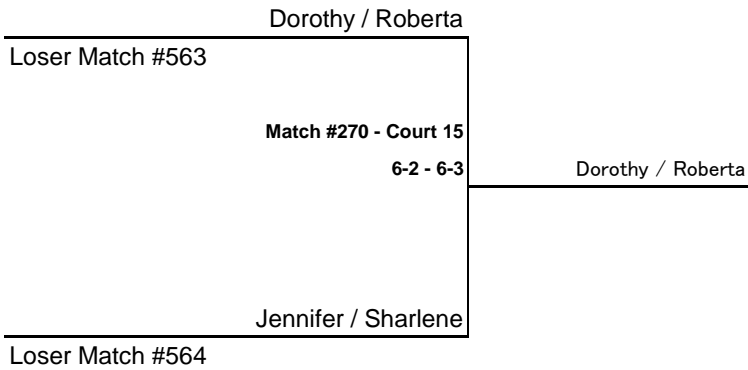 Dorothy / Roberta
Loser Match #563
Match #270 - Court 15
6-2 - 6-3
Dorothy / Roberta
Jennifer / Sharlene
Loser Match #564